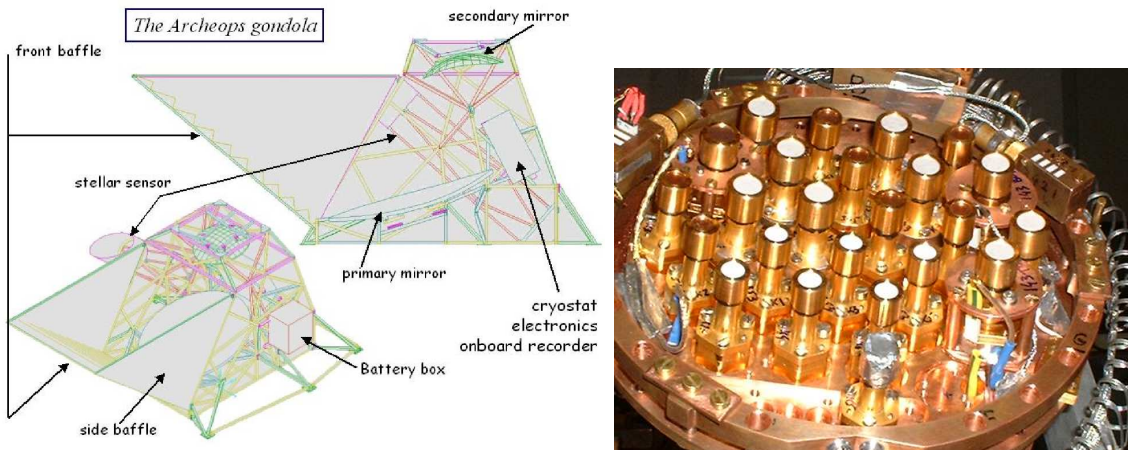 The Archeops gondola
secondary mirror
front baffle
stellar sensor
primary mirror
cryostat
electronics
onboard recorder
Battery box
side baffle